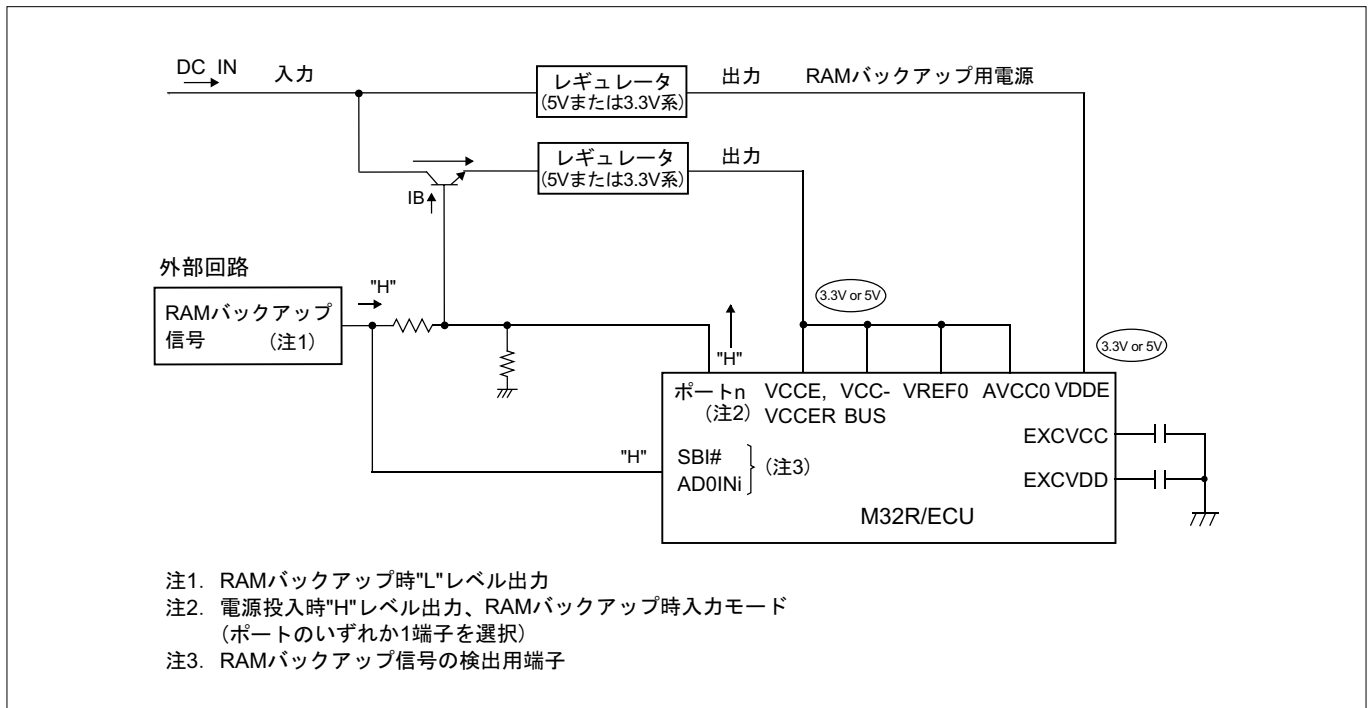 DC IN 入力
レギュレータ
(5Vまたは3.3V系)
出力 RAMバックアップ用電源
レギュレータ
(5Vまたは3.3V系)
出力
IB
外部回路
RAMバックアップ
信号 (注1)
"H"
3.3V or 5V
3.3V or 5V
"H"
ポートn VCCE, VCC- VREF0 AVCC0 VDDE
(注2) VCCER BUS
EXCVCC
"H" SBI#
AD0INi
(注3)
EXCVDD
M32R/ECU
注1. RAMバックアップ時"L"レベル出力
注2. 電源投入時"H"レベル出力、RAMバックアップ時入力モード
(ポートのいずれか1端子を選択)
注3. RAMバックアップ信号の検出用端子